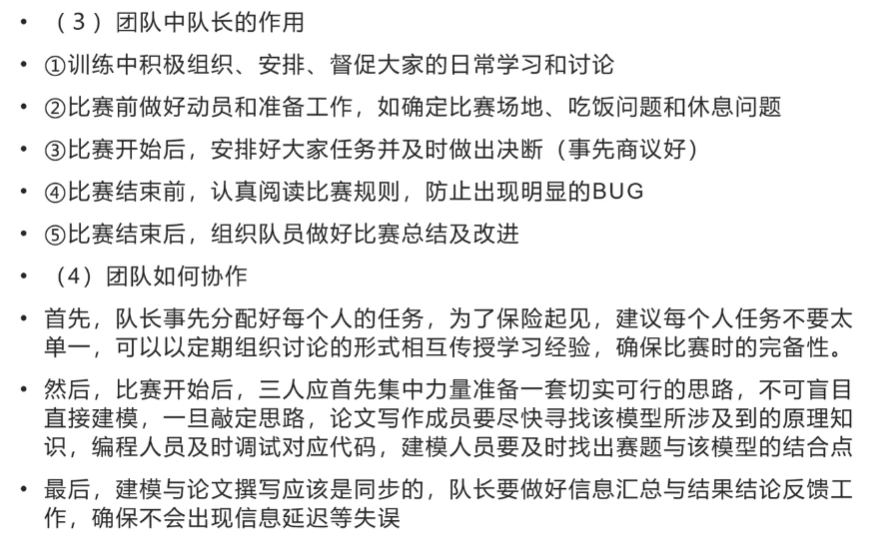 • （3）团队中队长的作用
• ①训练中积极组织、安排、督促大家的日常学习和讨论
• ②比赛前做好动员和准备工作，如确定比赛场地、吃饭问题和休息问题
• ③比赛开始后，安排好大家任务并及时做出决断（事先商议好）
• ④比赛结束前，认真阅读比赛规则，防止出现明显的BUG
• ⑤比赛结束后，组织队员做好比赛总结及改进
• （4）团队如何协作
• 首先，队长事先分配好每个人的任务，为了保险起见，建议每个人任务不要太
单一，可以以定期组织讨论的形式相互传授学习经验，确保比赛时的完备性。
• 然后，比赛开始后，三人应首先集中力量准备一套切实可行的思路，不可盲目
直接建模，一旦敲定思路，论文写作成员要尽快寻找该模型所涉及到的原理知
识，编程人员及时调试对应代码，建模人员要及时找出赛题与该模型的结合点
• 最后，建模与论文撰写应该是同步的，队长要做好信息汇总与结果结论反馈工
作，确保不会出现信息延迟等失误